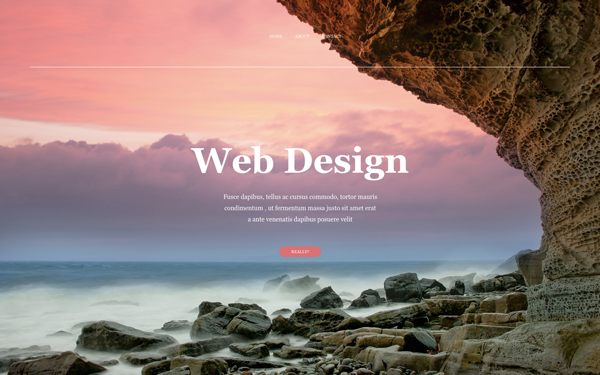 HOME ABOUT CONTACT
Web Design
Fusce dapibus, tellus ac cursus commodo, tortor mauris
condimentum , ut fermentum massa justo sit amet erat
a ante venenatis dapibus posuere velit
REALLY?